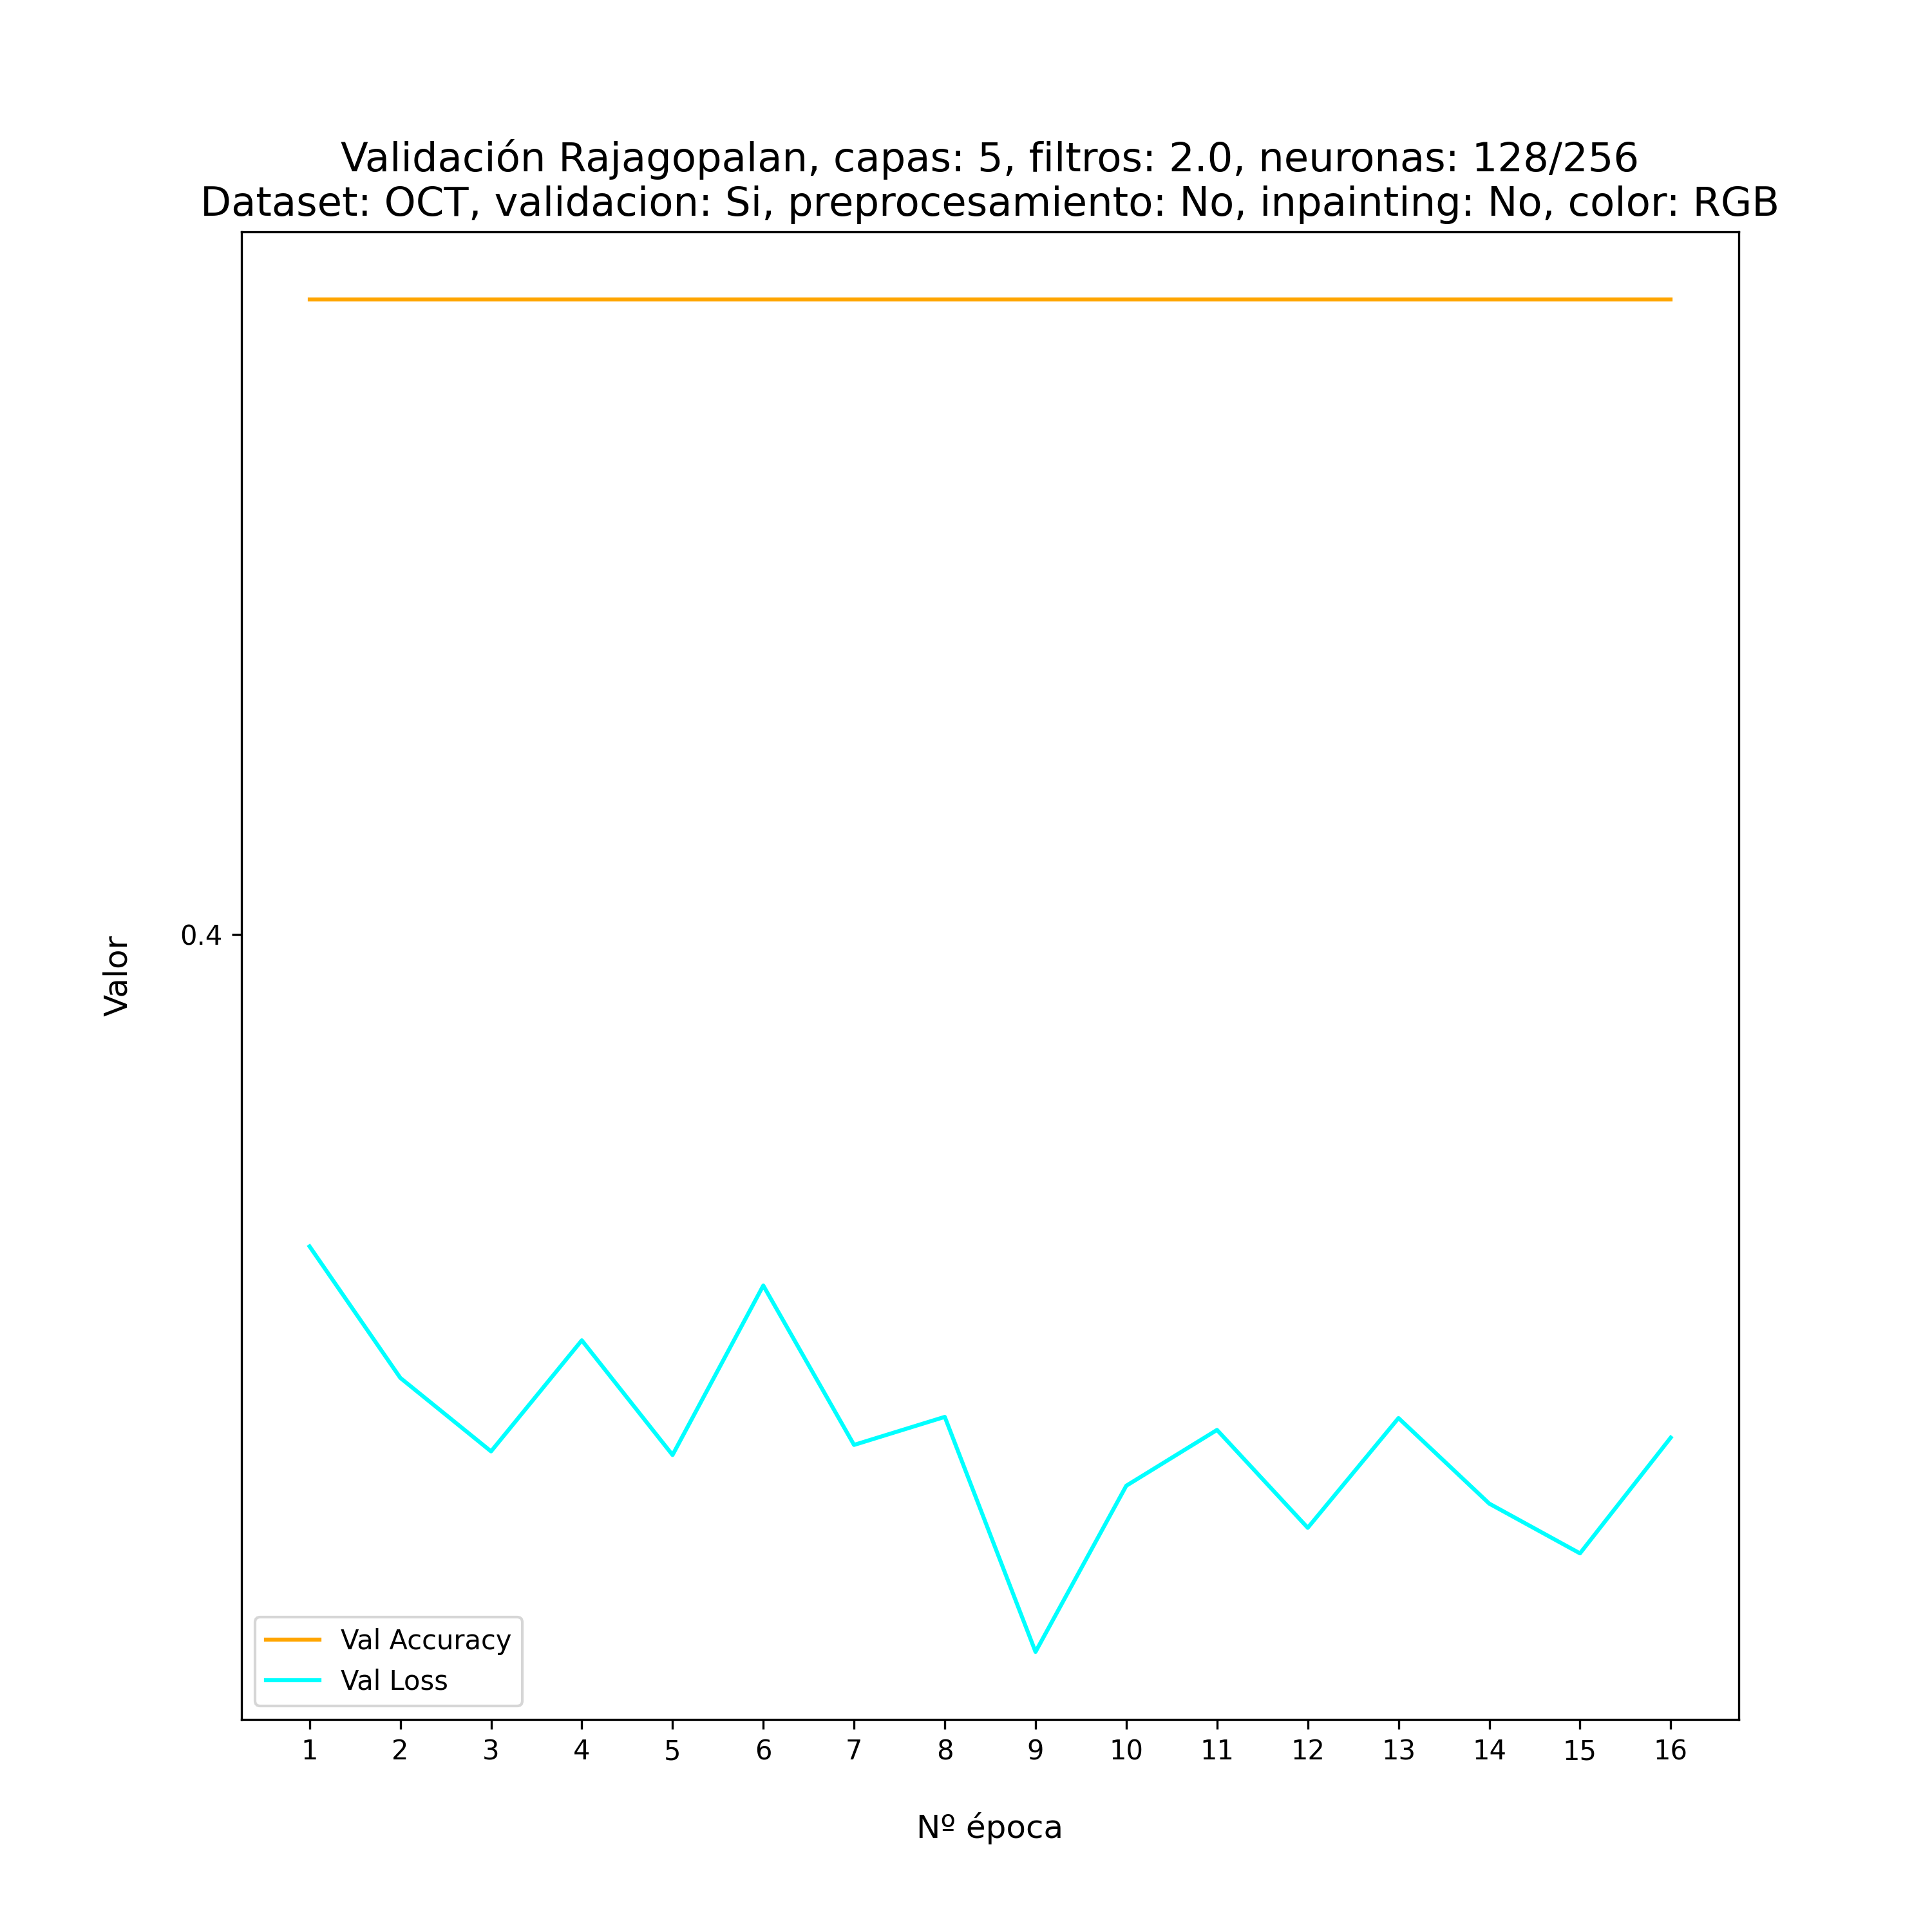 Validación Rajagopalan, capas: 5, filtros: 2.0, neuronas: 128/256
Dataset: OCT, validacion: Si, preprocesamiento: No, inpainting: No, color: RGB
Valor
0.4
Val Accuracy
Val Loss
1 2 3 4 5 6 7 8 9 10 11 12 13 14 15 16
Nº época